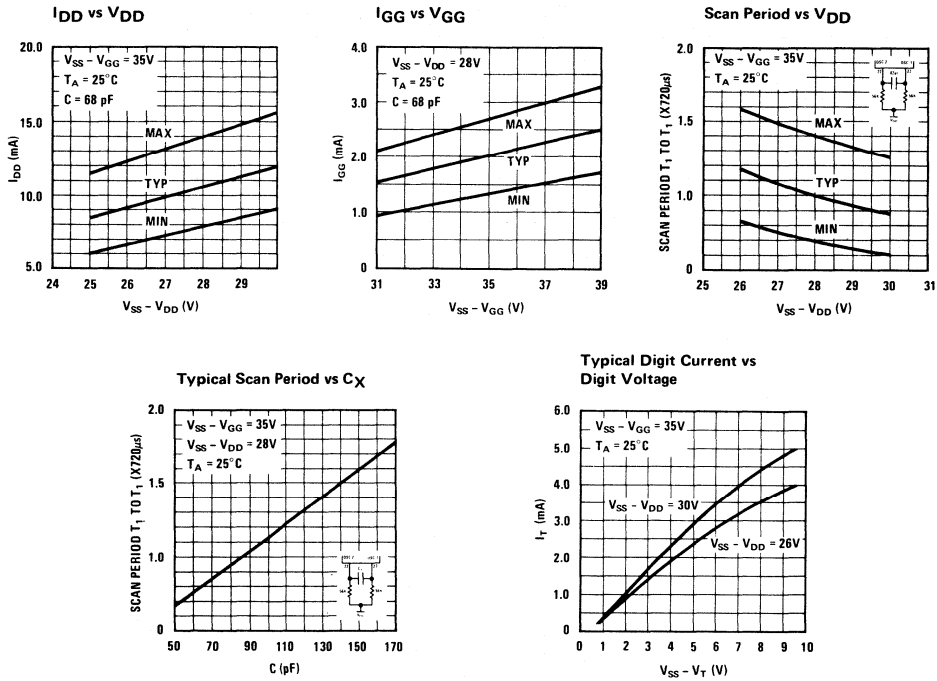 IDD vs VDD
20.0
15.0
10.0
5.0
IDD (mA)
VSS – VGG = 35V
TA = 25°C
C = 68 pF
MAX
TYP
MIN
24 25 26 27 28 29
VSS – VDD (V)
IGG vs VGG
4.0
3.0
2.0
1.0
0
IGG (mA)
VSS – VDD = 28V
TA = 25°C
C = 68 pF
MAX
TYP
MIN
31 33 35 37 39
VSS – VGG (V)
Scan Period vs VDD
2.0
1.5
1.0
0
SCAN PERIOD T1 TO T1 (X720µs)
VSS – VGG = 35V
TA = 25°C
OSC 2
MAX
TYP
MIN
25 26 27 28 29 30 31
VSS – VDD (V)
Typical Scan Period vs CX
2.0
1.5
1.0
0
SCAN PERIOD T1 TO T1 (X720µs)
VSS – VGG = 35V
VSS – VDD = 28V
TA = 25°C
50 70 90 110 130 150 170
C (pF)
Typical Digit Current vs
Digit Voltage
6.0
5.0
4.0
3.0
2.0
1.0
0
IT (mA)
VSS – VGG = 35V
TA = 25°C
VSS – VDD = 30V
VSS – VDD = 26V
0 1 2 3 4 5 6 7 8 9 10
VSS – VT (V)